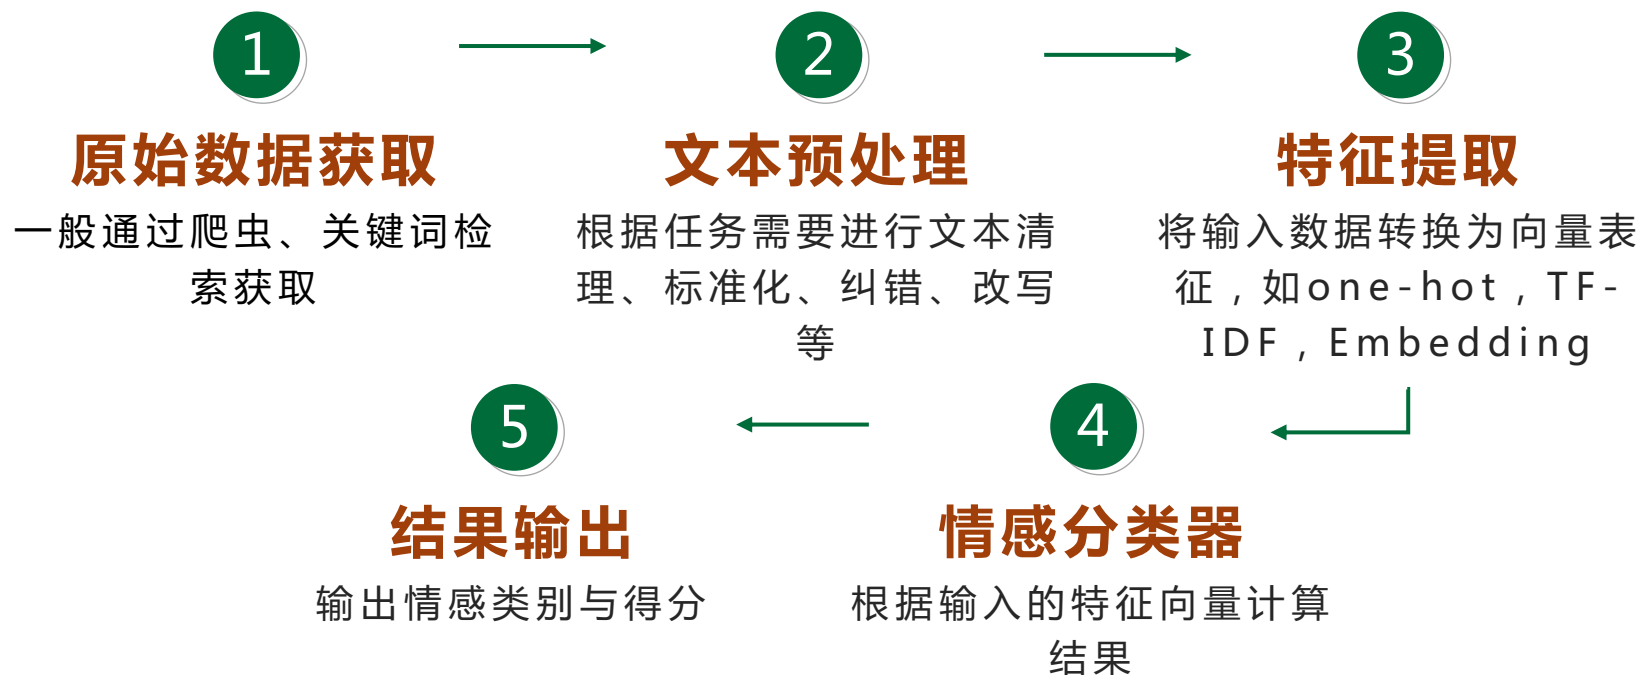 1
原始数据获取
一般通过爬虫、关键词检
索获取
2
文本预处理
根据任务需要进行文本清
理、标准化、纠错、改写
等
3
特征提取
将输入数据转换为向量表
征，如one-hot，TF-
IDF，Embedding
4
情感分类器
根据输入的特征向量计算
结果
5
结果输出
输出情感类别与得分